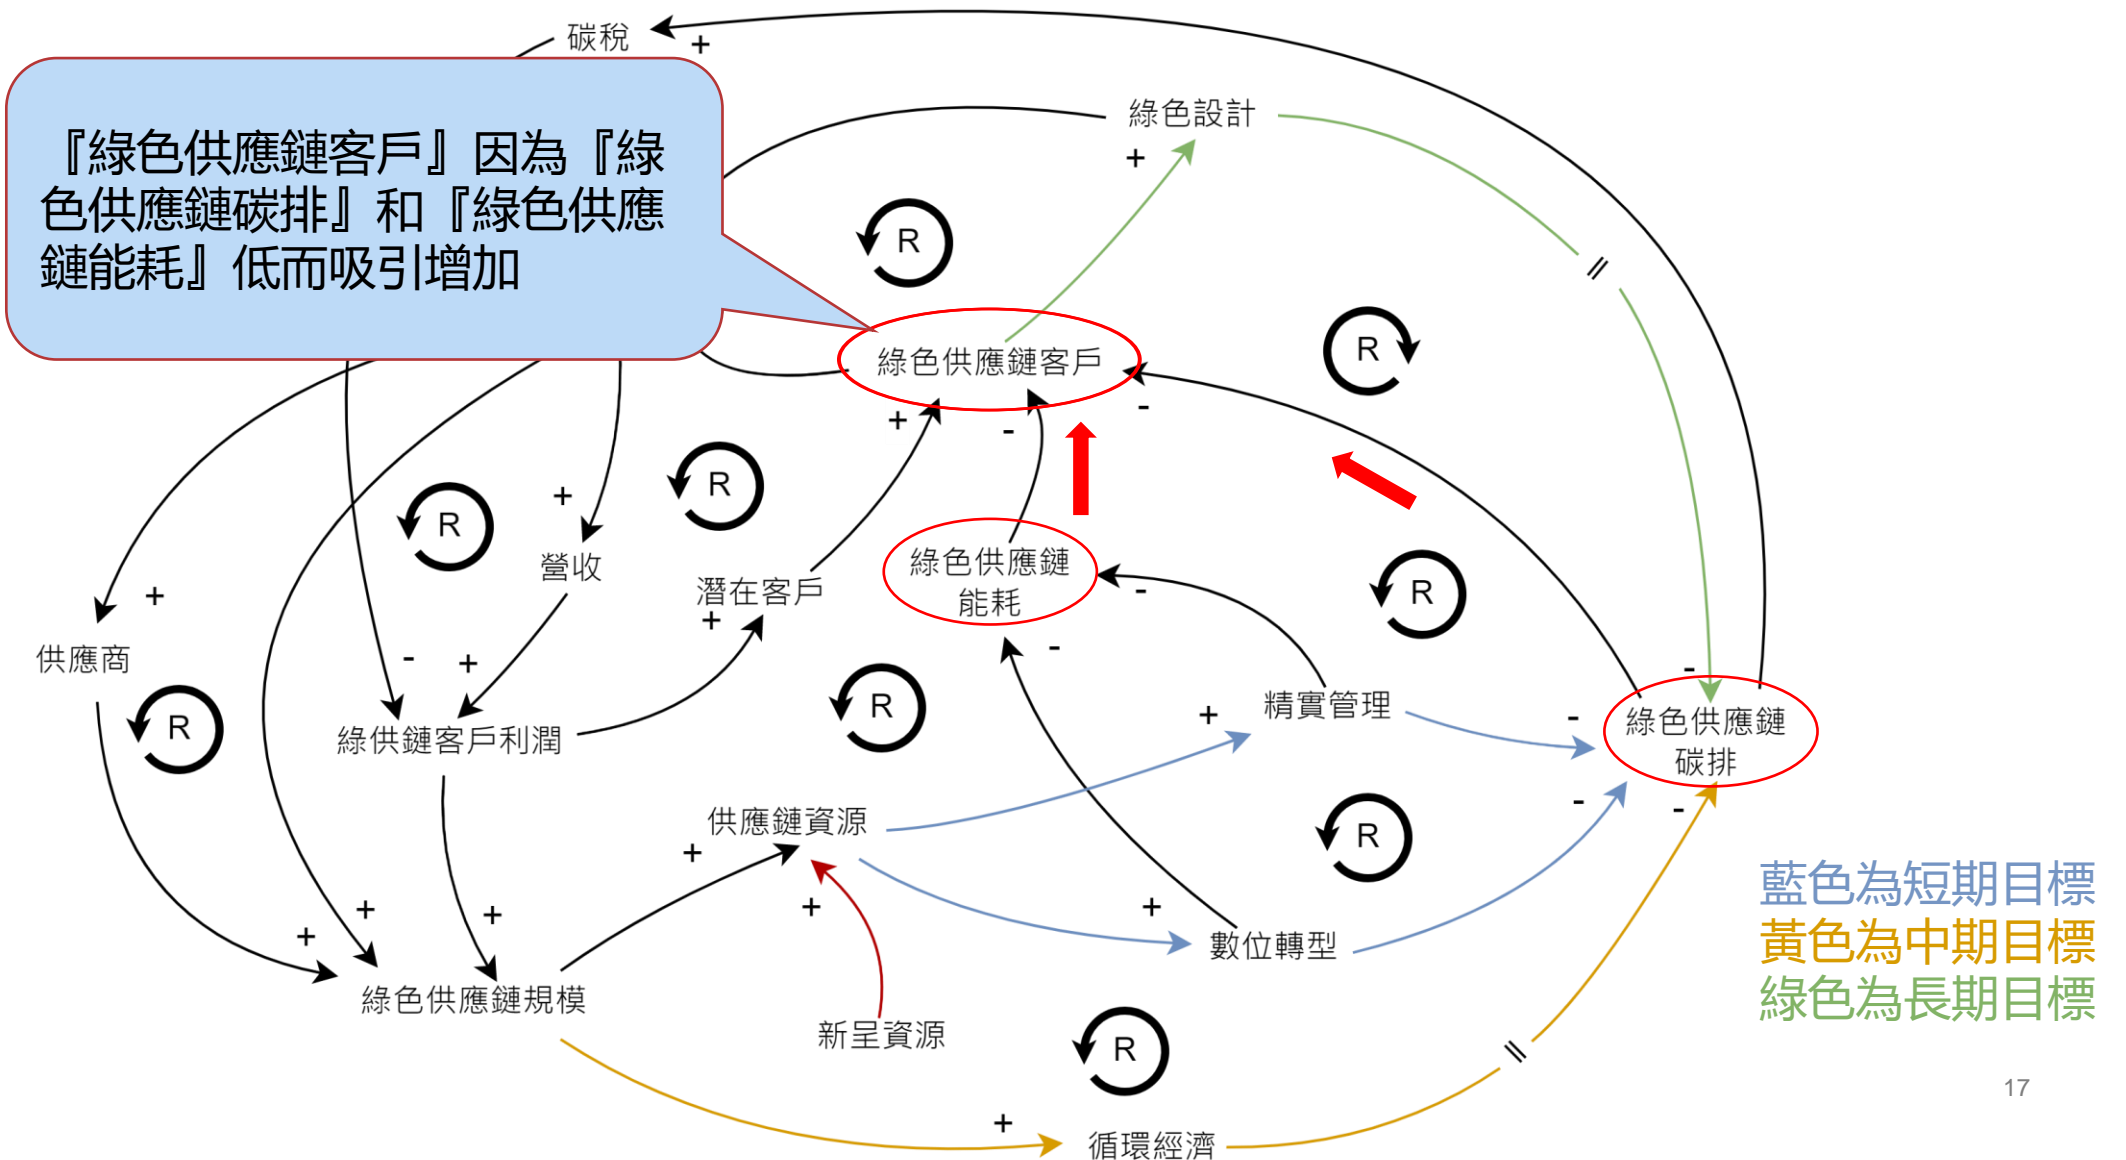 碳稅
+
『綠色供應鏈客戶』因為『綠
色供應鏈碳排』和『綠色供應
鏈能耗』低而吸引增加
綠色設計
+
R
//
R
綠色供應鏈客戶
-
+
-
R
R
+
營收
綠色供應鏈
能耗
-
潛在客戶
+
R
+
供應商
-
+
-
-
R
R
綠供鏈客戶利潤
精實管理
+
-
綠色供應鏈
碳排
供應鏈資源
+
R
-
-
+
+
+
+
+
藍色為短期目標
黃色為中期目標
綠色為長期目標
數位轉型
綠色供應鏈規模
新呈資源
R
//
17
+
循環經濟